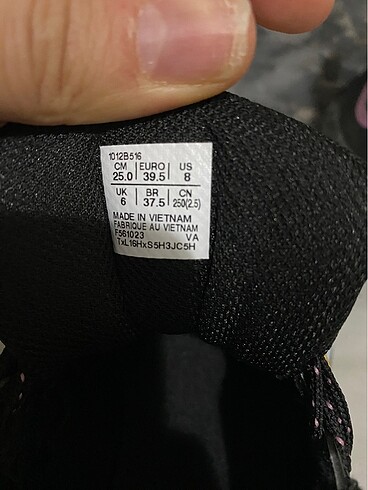 1012B516
CM EURO US
25.0 39.5 8
UK BR CN
6 37.5 250(2.5)
MADE IN VIETNAM
FABRIQUE AU VIETNAM
F561023 VA
TxL16HxS5H3JC5H